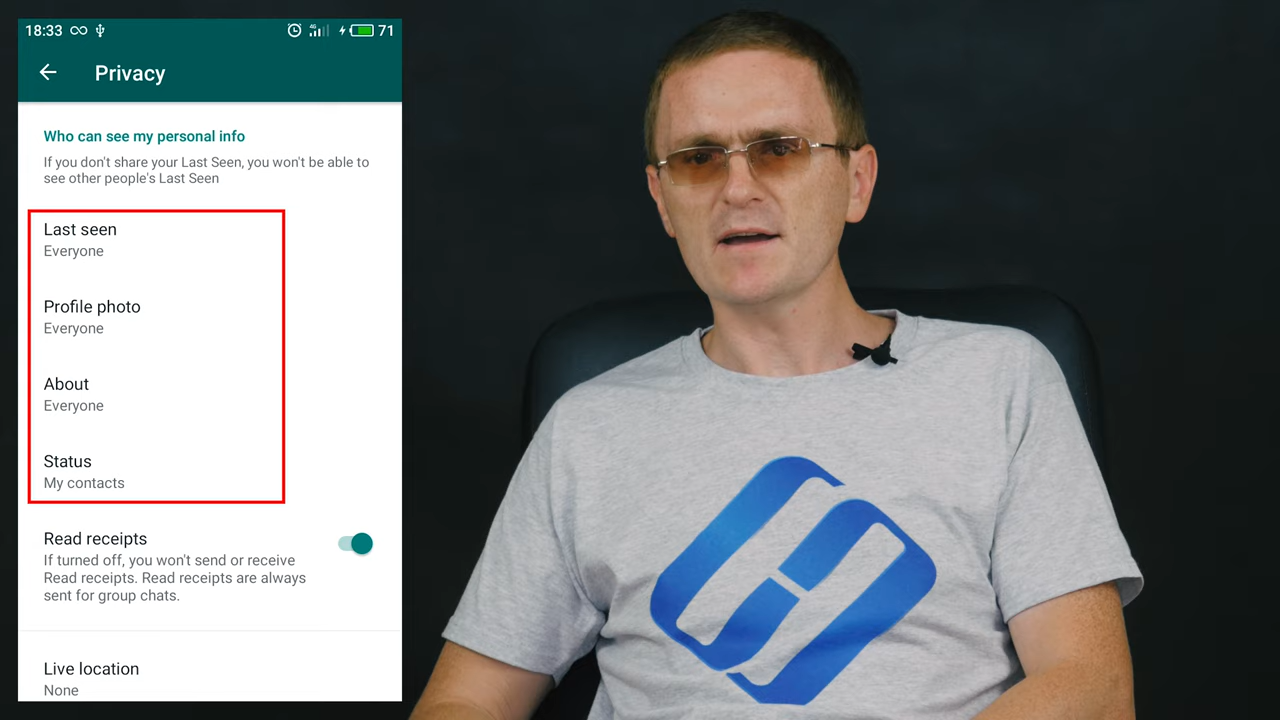 18:33
4G
71
Privacy
Who can see my personal info
If you don't share your Last Seen, you won't be able to
see other people's Last Seen
Last seen
Everyone
Profile photo
Everyone
About
Everyone
Status
My contacts
Read receipts
If turned off, you won't send or receive
Read receipts. Read receipts are always
sent for group chats.
Live location
None